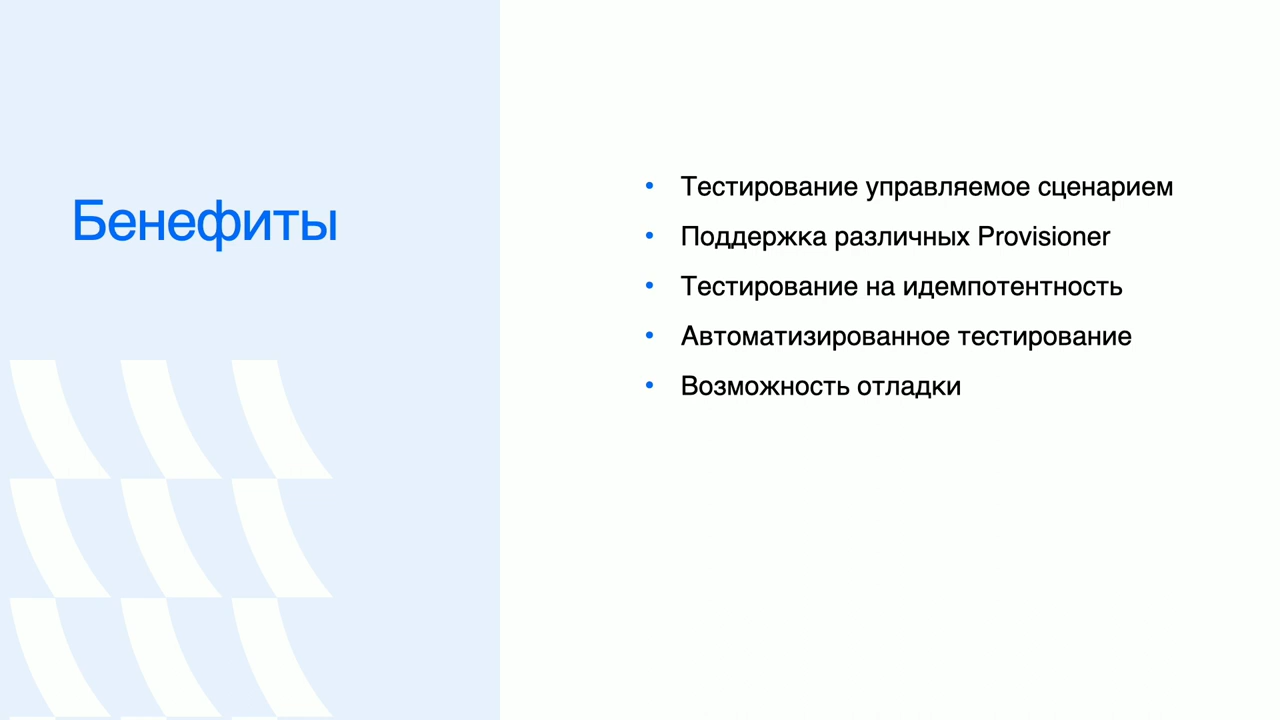 Бенефиты
• Тестирование управляемое сценарием
• Поддержка различных Provisioner
• Тестирование на идемпотентность
• Автоматизированное тестирование
• Возможность отладки